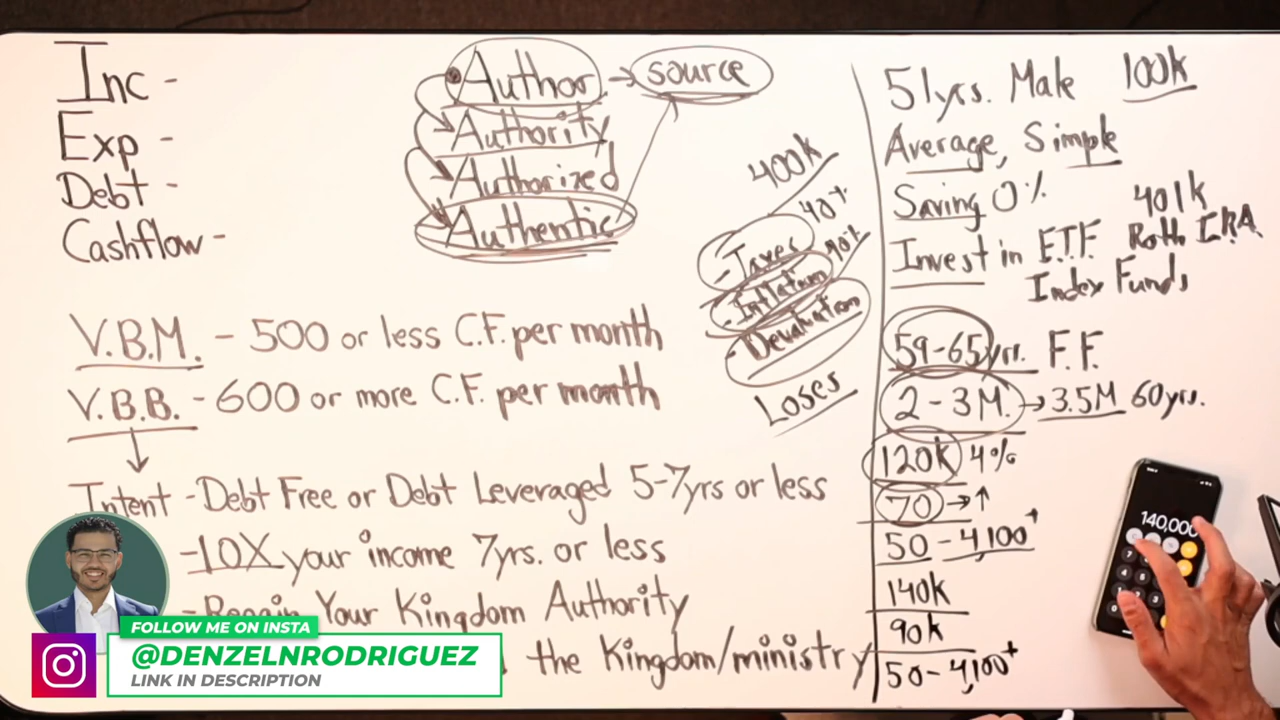 Inc -
Exp -
Debt -
Cashflow -
Author → source
Authority
Authorized
Authentic
V.B.M. - 500 or less C.F. per month
V.B.B. - 600 or more C.F. per month
Intent - Debt Free or Debt Leveraged 5-7yrs or less
- 10X your income 7yrs. or less
- Regain Your Kingdom Authority
the Kingdom/ministry
400k
- Taxes 40%
- Inflation 90%
- Devaluation
Loses
51yrs. Make 100k
Average, Simple
Saving 0%
401k
Invest in E.T.F. Roth I.R.A.
Index Funds
59-65yrs. F.F.
2 - 3M. → 3.5M 60yrs.
120k 4%
70 → ↑
50 - 4,100+
140k
90k
50 - 4,100+
140,000
FOLLOW ME ON INSTA
@DENZELNRODRIGUEZ
LINK IN DESCRIPTION